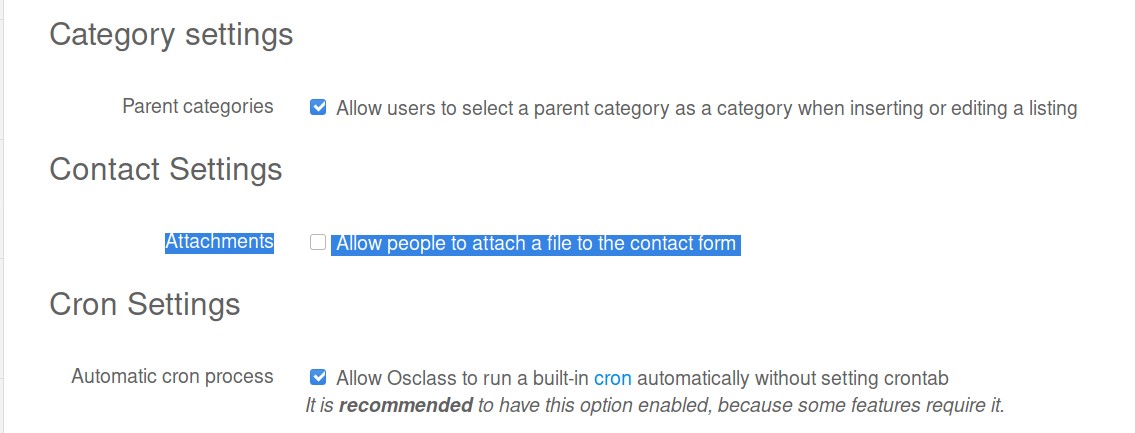 Category settings
Parent categories Allow users to select a parent category as a category when inserting or editing a listing
Contact Settings
Attachments Allow people to attach a file to the contact form
Cron Settings
Automatic cron process Allow Osclass to run a built-in cron automatically without setting crontab
It is recommended to have this option enabled, because some features require it.